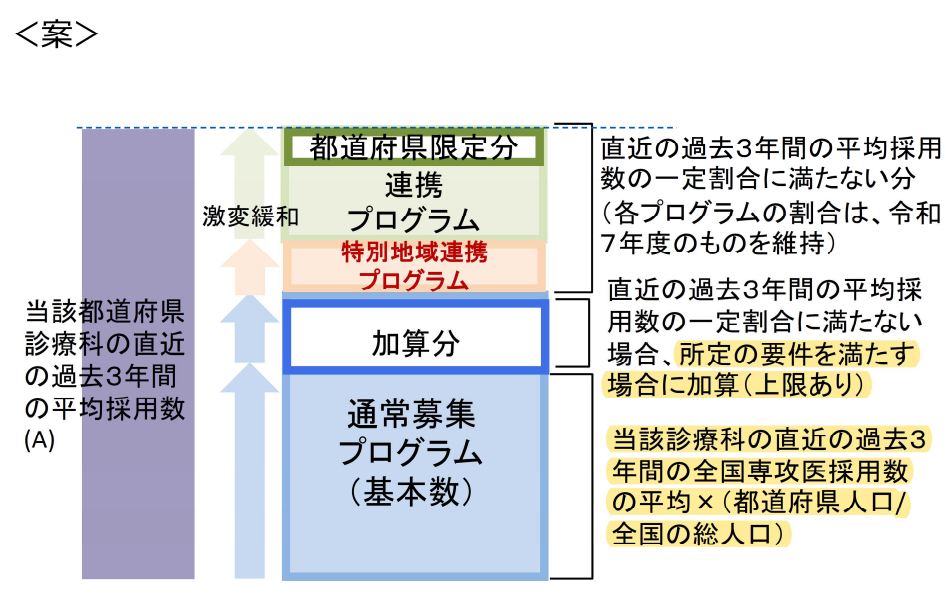 ＜案＞
都道府県限定分
連携
プログラム
激変緩和
特別地域連携
プログラム
加算分
通常募集
プログラム
（基本数）
当該都道府県
診療科の直近
の過去３年間
の平均採用数
(A)
直近の過去３年間の平均採用
数の一定割合に満たない分
（各プログラムの割合は、令和
７年度のものを維持）
直近の過去３年間の平均採
用数の一定割合に満たない
場合、所定の要件を満たす
場合に加算（上限あり）
当該診療科の直近の過去３
年間の全国専攻医採用数
の平均×（都道府県人口/
全国の総人口）